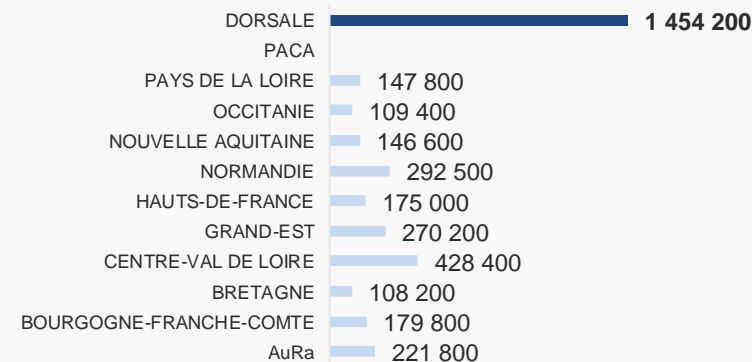 DORSALE 1 454 200
PACA
PAYS DE LA LOIRE 147 800
OCCITANIE 109 400
NOUVELLE AQUITAINE 146 600
NORMANDIE 292 500
HAUTS-DE-FRANCE 175 000
GRAND-EST 270 200
CENTRE-VAL DE LOIRE 428 400
BRETAGNE 108 200
BOURGOGNE-FRANCHE-COMTE 179 800
AuRa 221 800